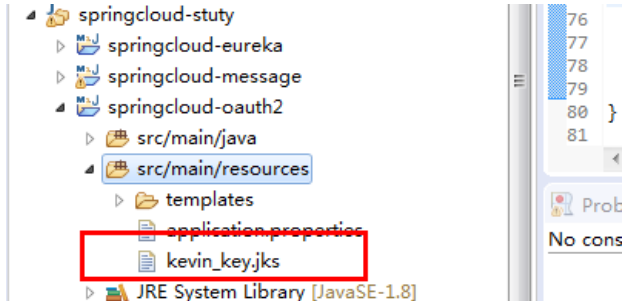 springcloud-stuty
springcloud-eureka
springcloud-message
springcloud-oauth2
src/main/java
src/main/resources
templates
application.properties
kevin_key.jks
JRE System Library [JavaSE-1.8]
76
77
78
79
80 }
81
Prob
No cons